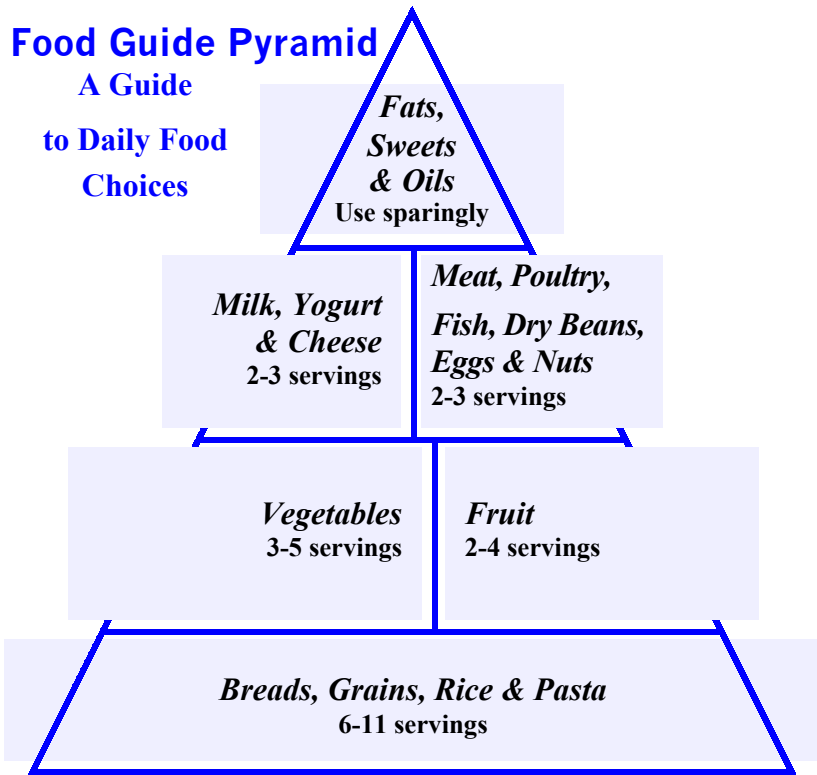 Food Guide Pyramid
A Guide
to Daily Food
Choices
Fats,
Sweets
& Oils
Use sparingly
Milk, Yogurt
& Cheese
2-3 servings
Meat, Poultry,
Fish, Dry Beans,
Eggs & Nuts
2-3 servings
Vegetables
3-5 servings
Fruit
2-4 servings
Breads, Grains, Rice & Pasta
6-11 servings